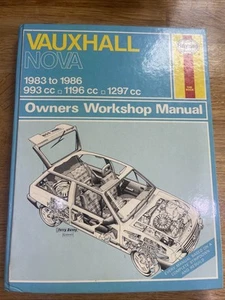 VAUXHALL
NOVA
1983 to 1986
993 cc □ 1196 cc □ 1297 cc
Owners Workshop Manual